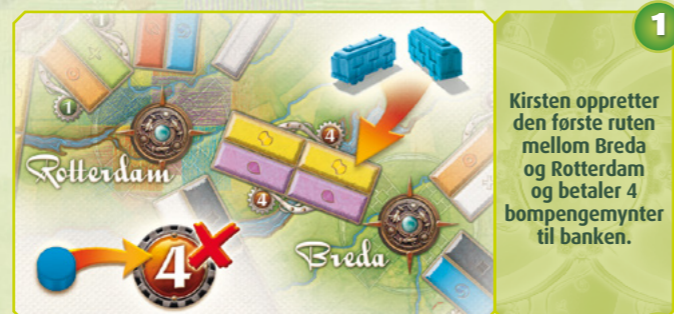 1
1
1
4
Rotterdam
4
4
Breda
Kirsten oppretter
den første ruten
mellom Breda
og Rotterdam
og betaler 4
bompengemynter
til banken.